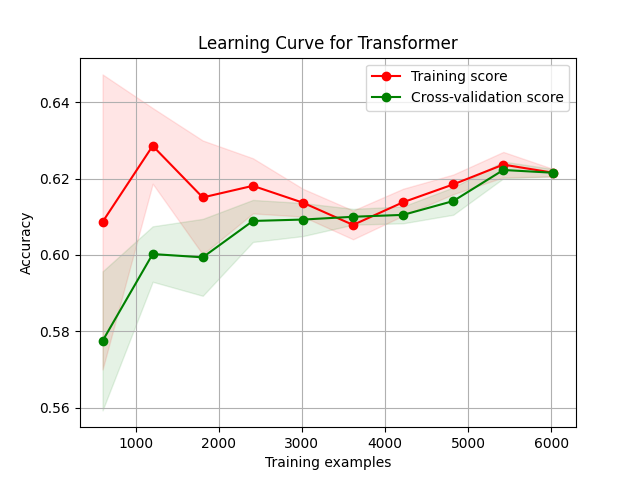 Learning Curve for Transformer
Training score
Cross-validation score
0.64
0.62
0.60
0.58
0.56
Accuracy
1000 2000 3000 4000 5000 6000
Training examples